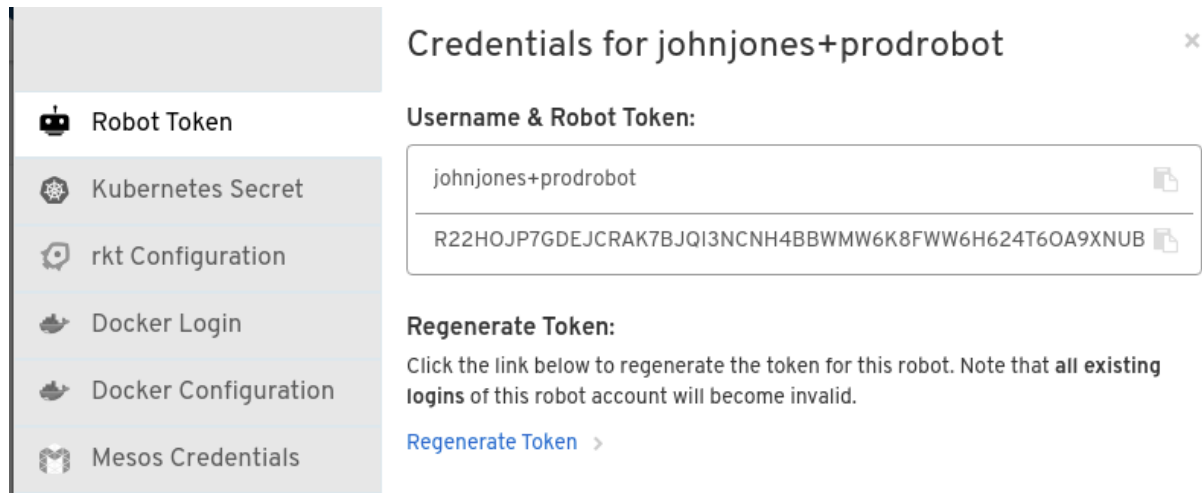 Credentials for johnjones+prodrobot
Robot Token
Kubernetes Secret
rkt Configuration
Docker Login
Docker Configuration
Mesos Credentials
Username & Robot Token:
johnjones+prodrobot
R22HOJP7GDEJCRAK7BJQI3NCNH4BBWMW6K8FWW6H624T6OA9XNUB
Regenerate Token:
Click the link below to regenerate the token for this robot. Note that all existing
logins of this robot account will become invalid.
Regenerate Token